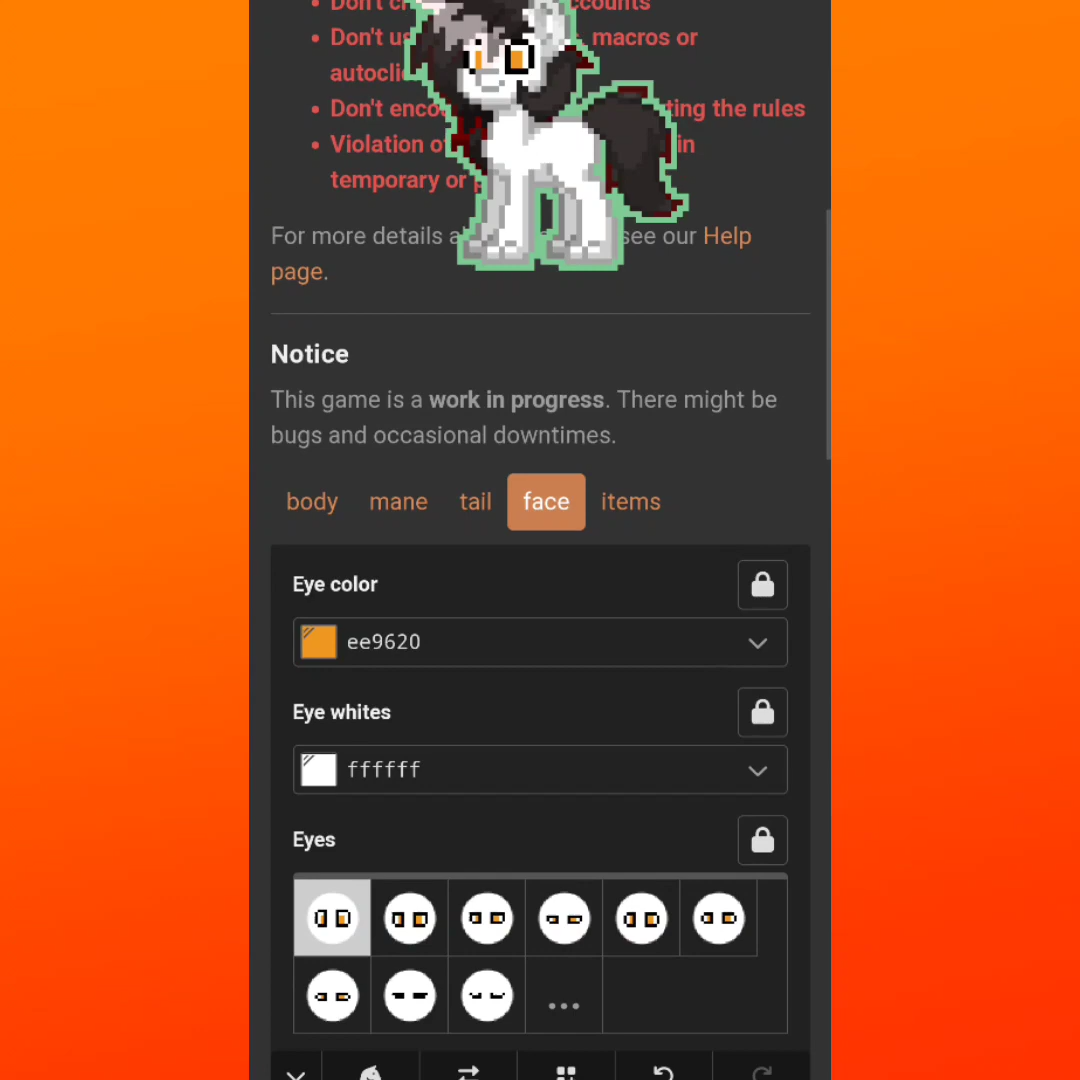 Don't c ccounts
Don't u macros or
autocli
Don't enco ting the rules
Violation o in
temporary or
For more details a see our Help
page.
Notice
This game is a work in progress. There might be
bugs and occasional downtimes.
body mane tail face items
Eye color
ee9620
Eye whites
ffffff
Eyes
...